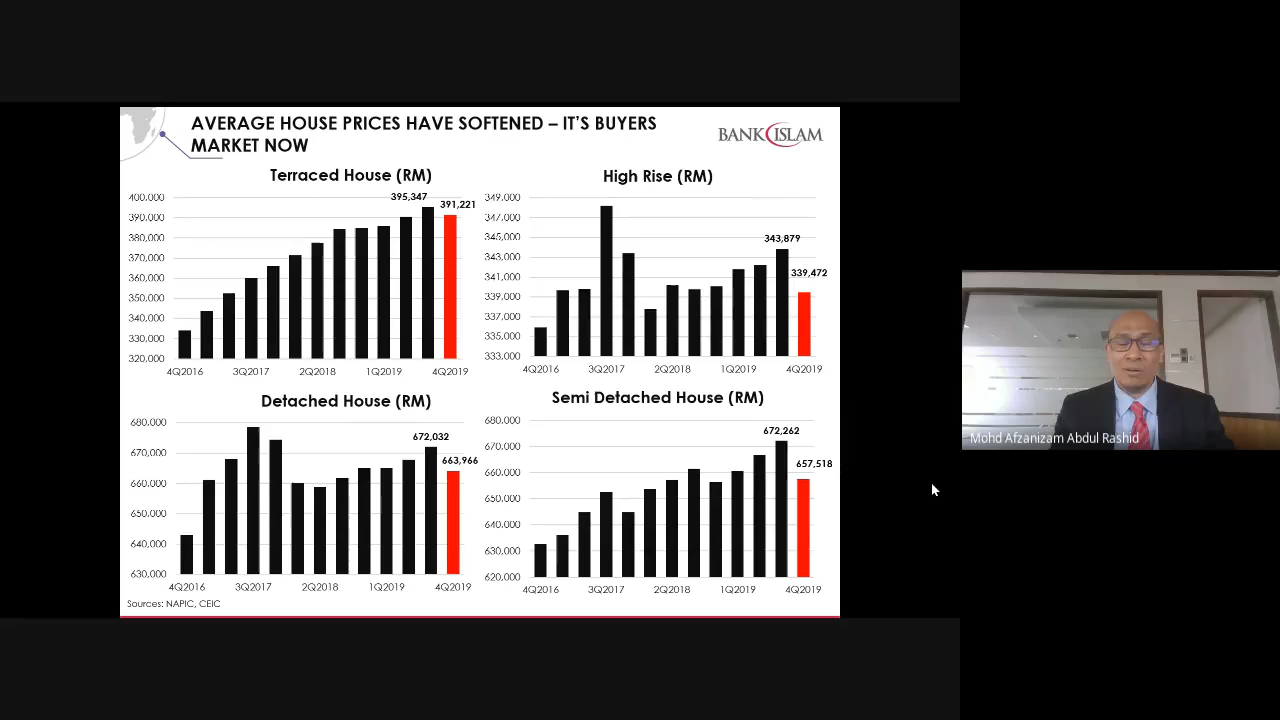 AVERAGE HOUSE PRICES HAVE SOFTENED – IT'S BUYERS
MARKET NOW
BANK ISLAM
Terraced House (RM)
400,000
390,000
380,000
370,000
360,000
350,000
340,000
330,000
320,000
395,347
391,221
4Q2016
3Q2017
2Q2018
1Q2019
4Q2019
High Rise (RM)
349,000
347,000
345,000
343,000
341,000
339,000
337,000
335,000
333,000
343,879
339,472
4Q2016
3Q2017
2Q2018
1Q2019
4Q2019
Detached House (RM)
680,000
670,000
660,000
650,000
640,000
630,000
672,032
663,966
4Q2016
3Q2017
2Q2018
1Q2019
4Q2019
Semi Detached House (RM)
680,000
670,000
660,000
650,000
640,000
630,000
620,000
672,262
657,518
4Q2016
3Q2017
2Q2018
1Q2019
4Q2019
Sources: NAPIC, CEIC
Mohd Afzanizam Abdul Rashid